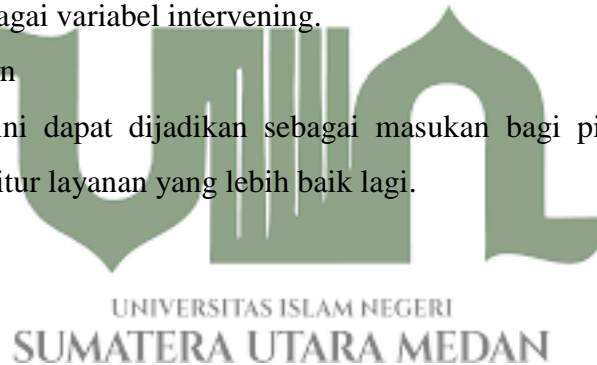 agai variabel intervening.
n
ini dapat dijadikan sebagai masukan bagi pi
itur layanan yang lebih baik lagi.
UNIVERSITAS ISLAM NEGERI
SUMATERA UTARA MEDAN